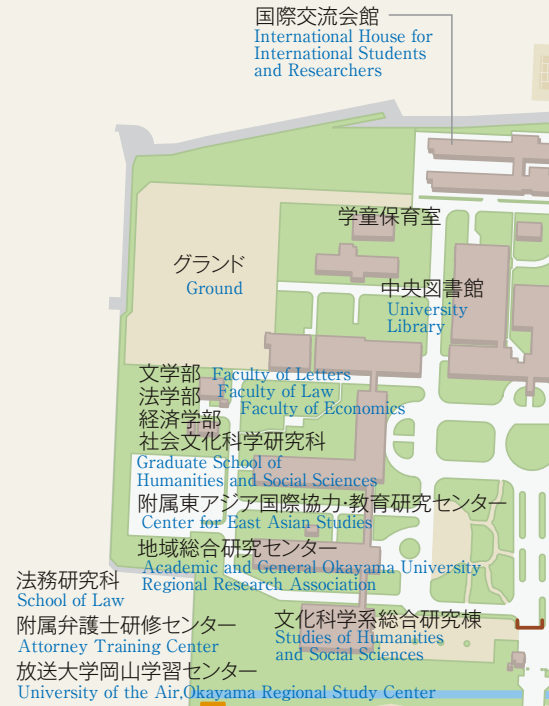 国際交流会館
International House for
International Students
and Researchers
学童保育室
グランド
Ground
中央図書館
University
Library
文学部 Faculty of Letters
法学部 Faculty of Law
経済学部 Faculty of Economics
社会文化科学研究科
Graduate School of
Humanities and Social Sciences
附属東アジア国際協力・教育研究センター
Center for East Asian Studies
地域総合研究センター
Academic and General Okayama University
Regional Research Association
法務研究科
School of Law
附属弁護士研修センター
Attorney Training Center
文化科学系総合研究棟
Studies of Humanities
and Social Sciences
放送大学岡山学習センター
University of the Air,Okayama Regional Study Center